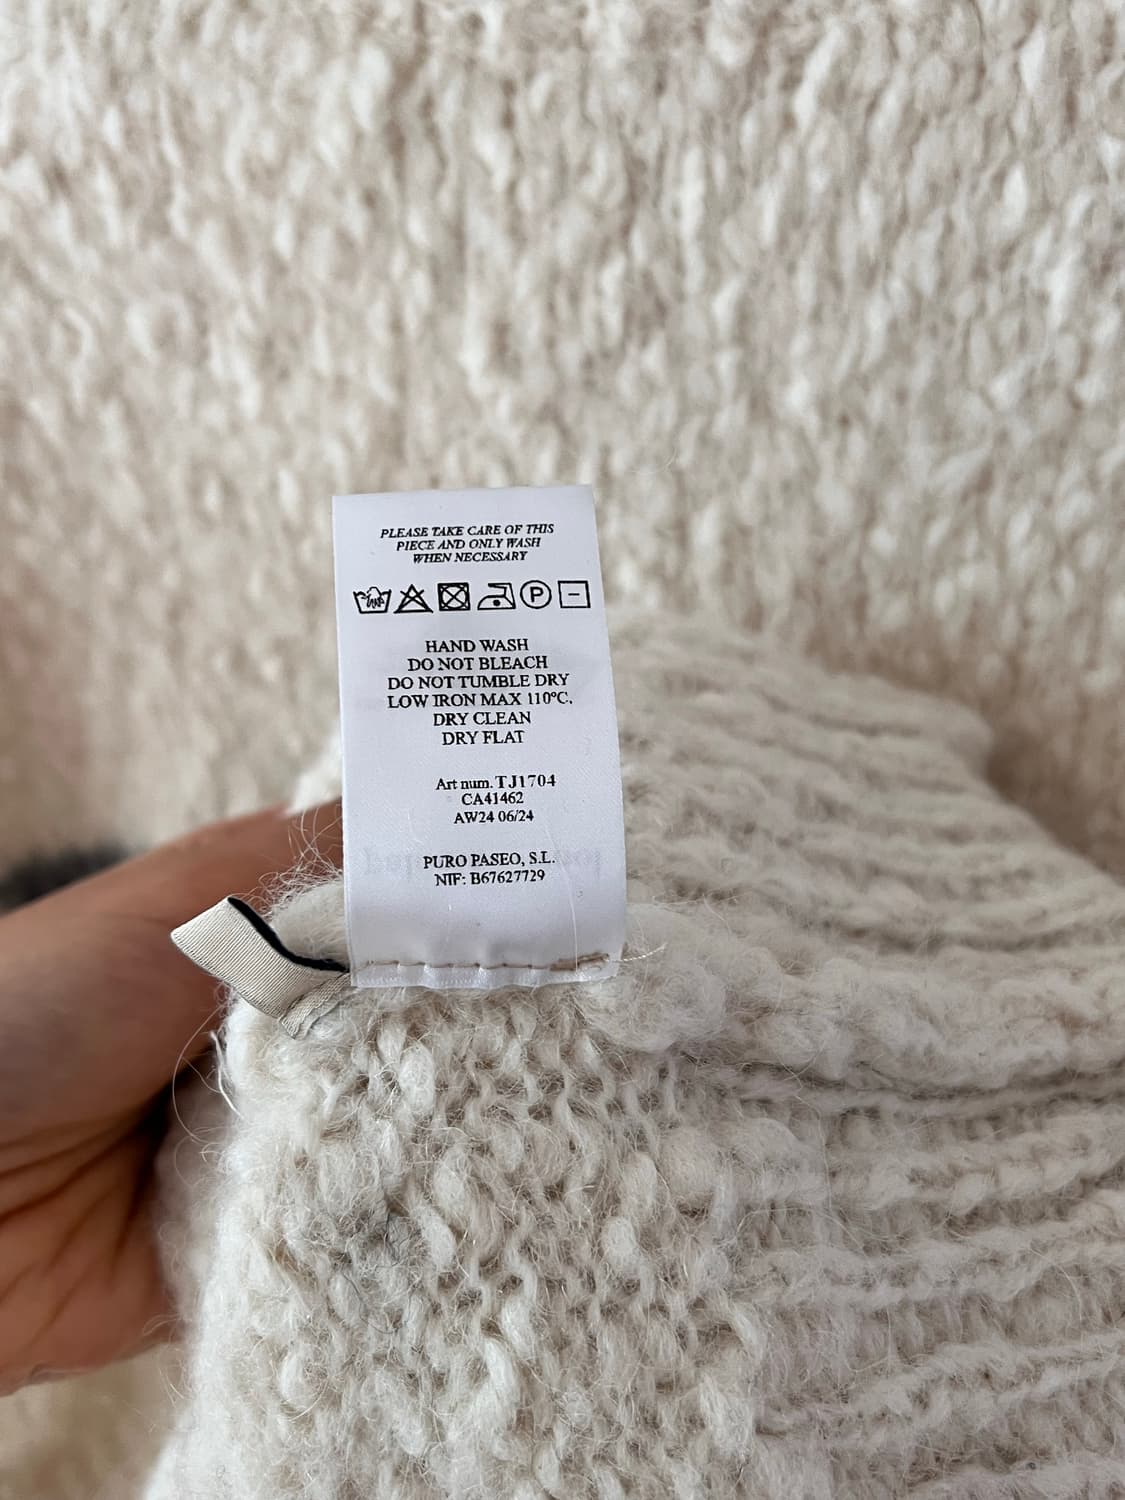 PLEASE TAKE CARE OF THIS
PIECE AND ONLY WASH
WHEN NECESSARY
P
HAND WASH
DO NOT BLEACH
DO NOT TUMBLE DRY
LOW IRON MAX 110ºC.
DRY CLEAN
DRY FLAT
Art num. TJ1704
CA41462
AW24 06/24
PURO PASEO, S.L.
NIF: B67627729